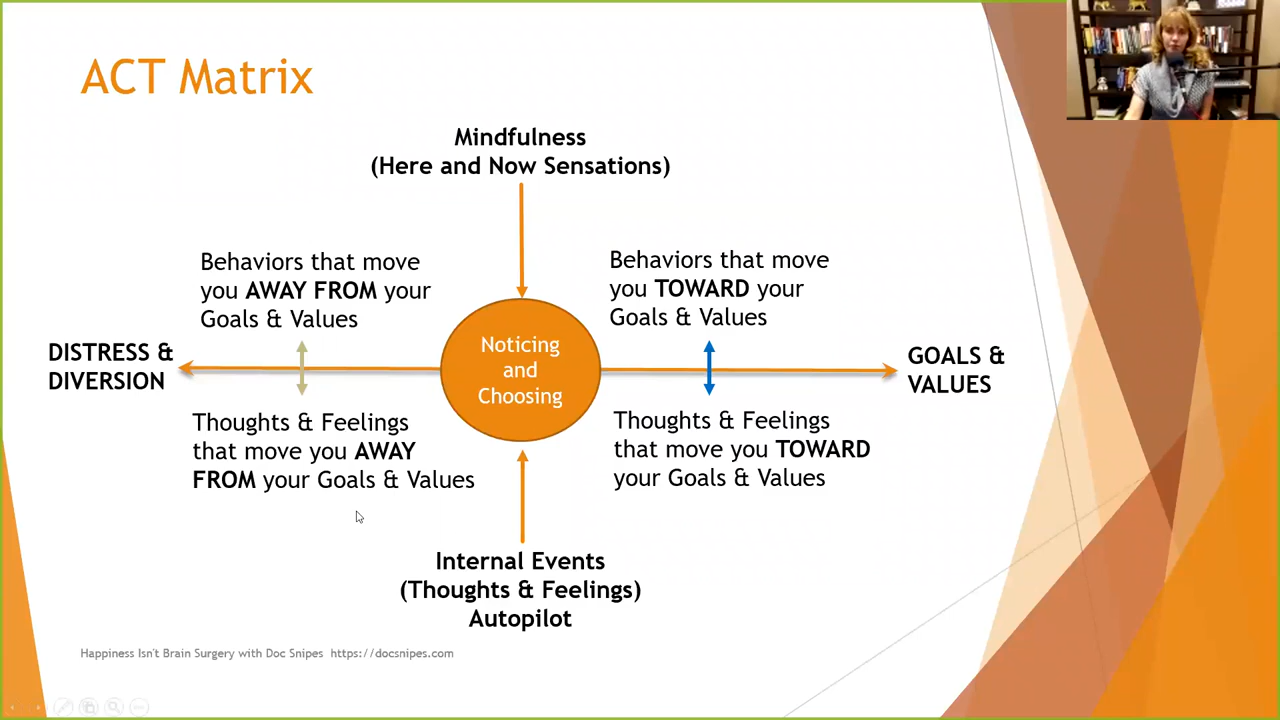 ACT Matrix
Mindfulness
(Here and Now Sensations)
Behaviors that move
you AWAY FROM your
Goals & Values
Behaviors that move
you TOWARD your
Goals & Values
DISTRESS &
DIVERSION
Noticing
and
Choosing
GOALS &
VALUES
Thoughts & Feelings
that move you AWAY
FROM your Goals & Values
Thoughts & Feelings
that move you TOWARD
your Goals & Values
Internal Events
(Thoughts & Feelings)
Autopilot
Happiness Isn't Brain Surgery with Doc Snipes https://docsnipes.com